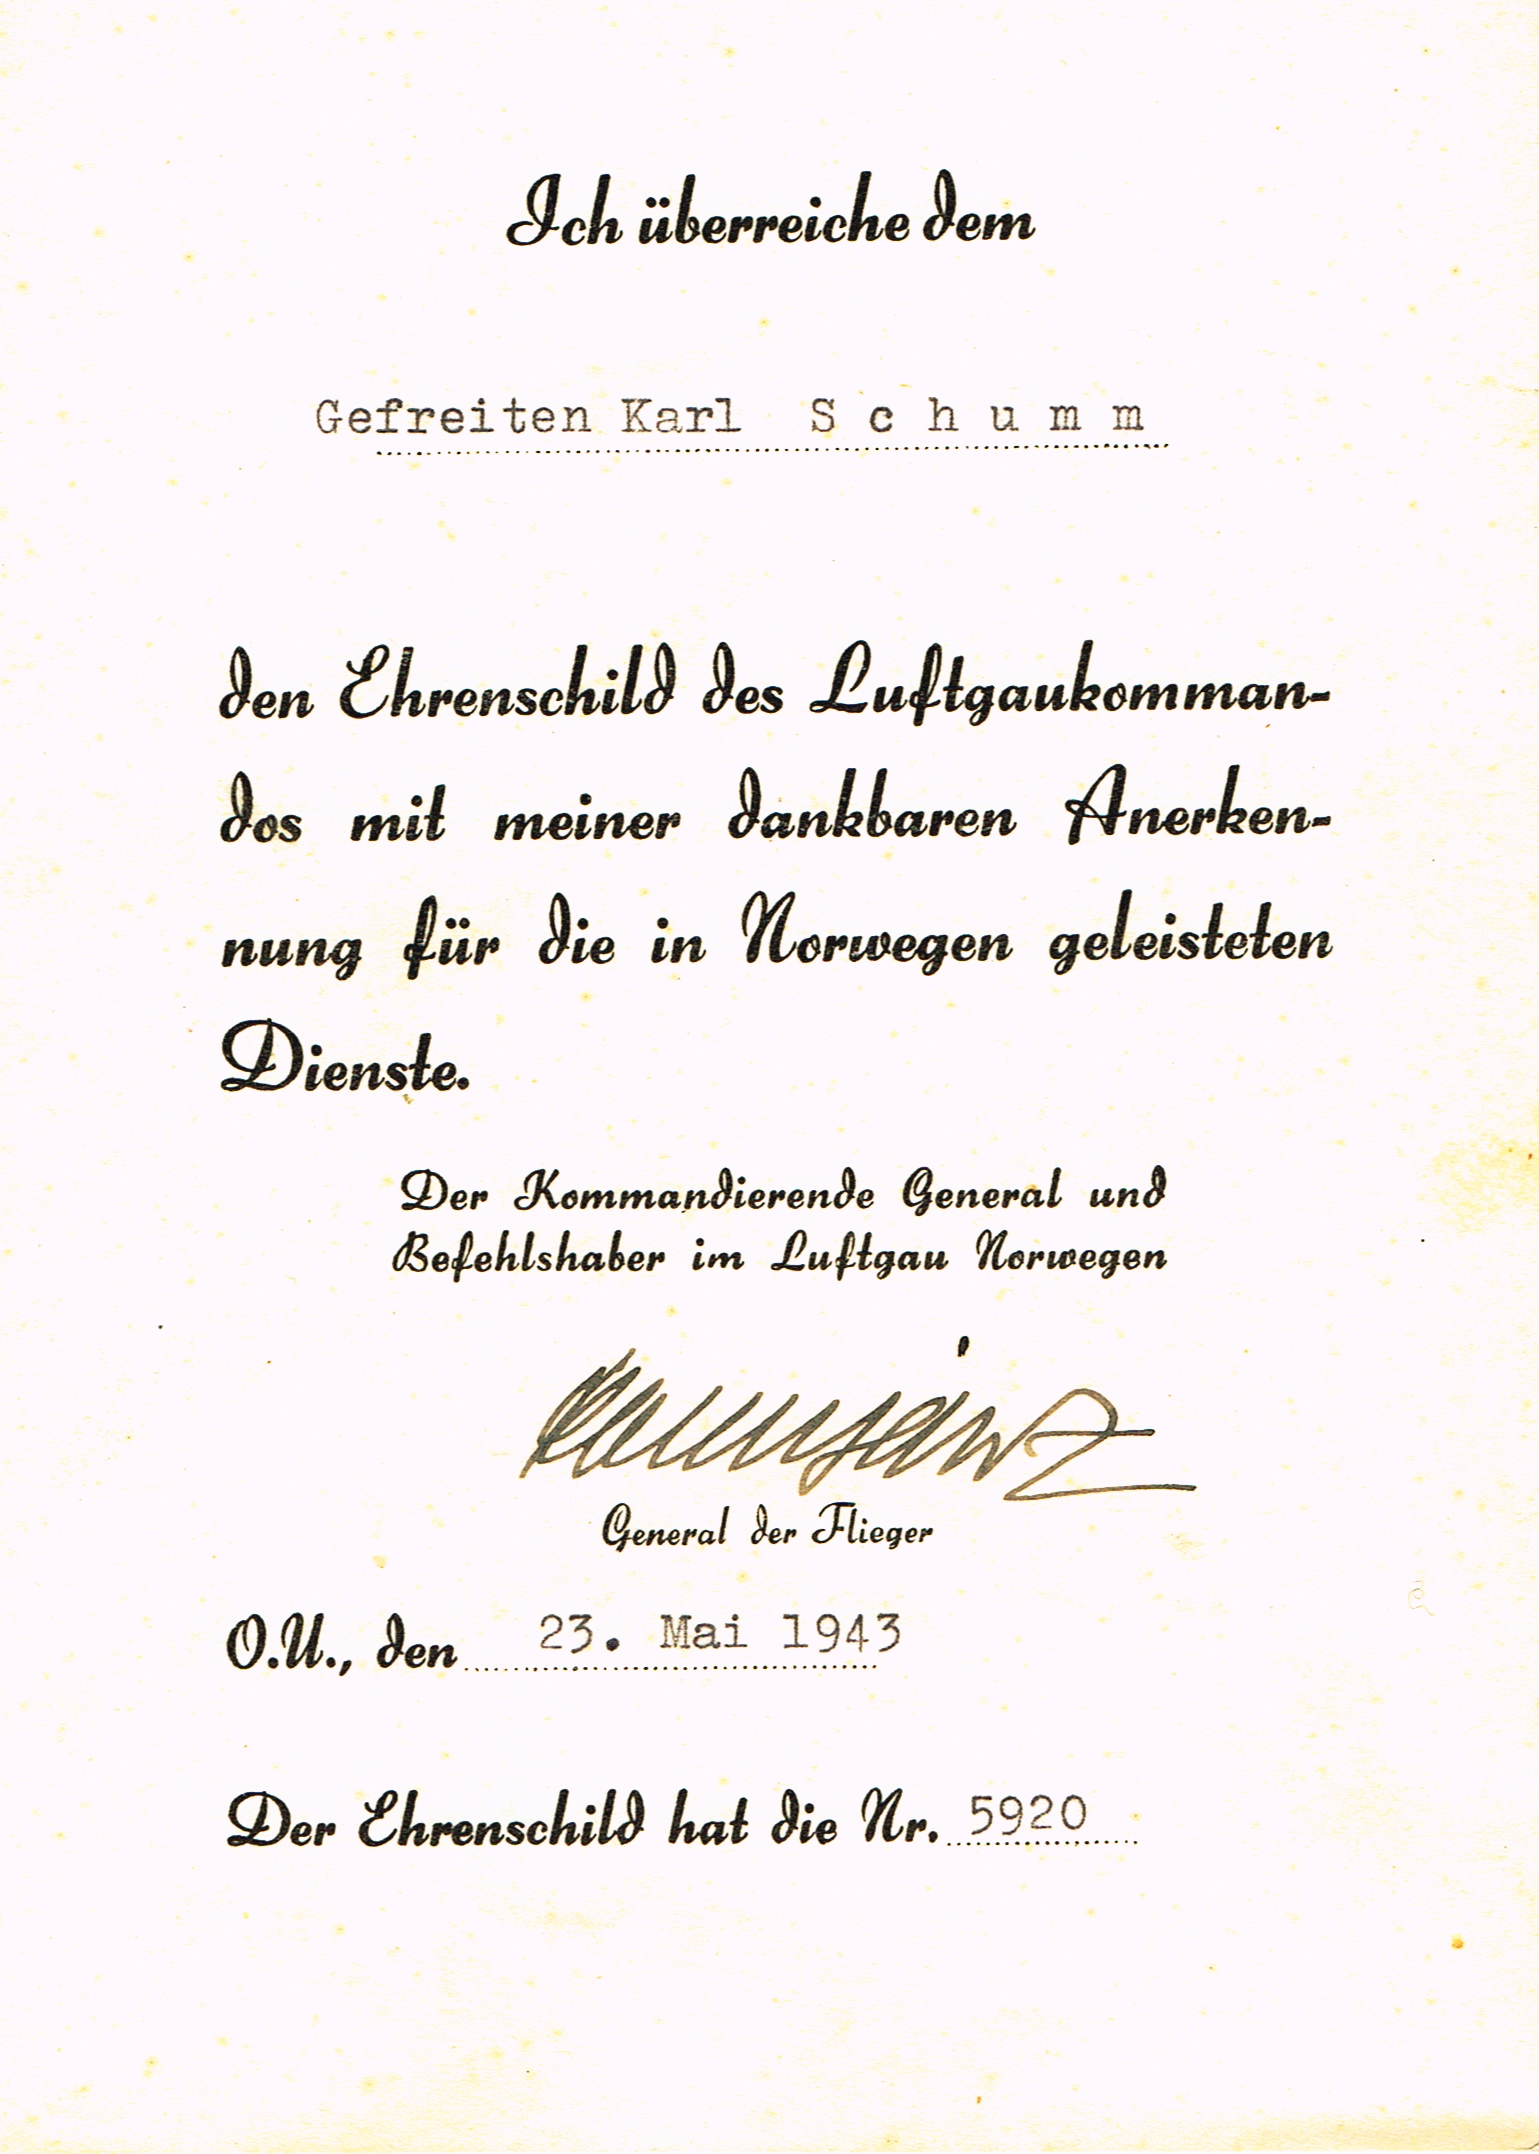 Ich überreiche dem
Gefreiten Karl S c h u m m
den Ehrenschild des Luftgaukomman-
dos mit meiner dankbaren Anerken-
nung für die in Norwegen geleisteten
Dienste.
Der Kommandierende General und
Befehlshaber im Luftgau Norwegen
General der Flieger
O.U., den 23. Mai 1943
Der Ehrenschild hat die Nr. 5920